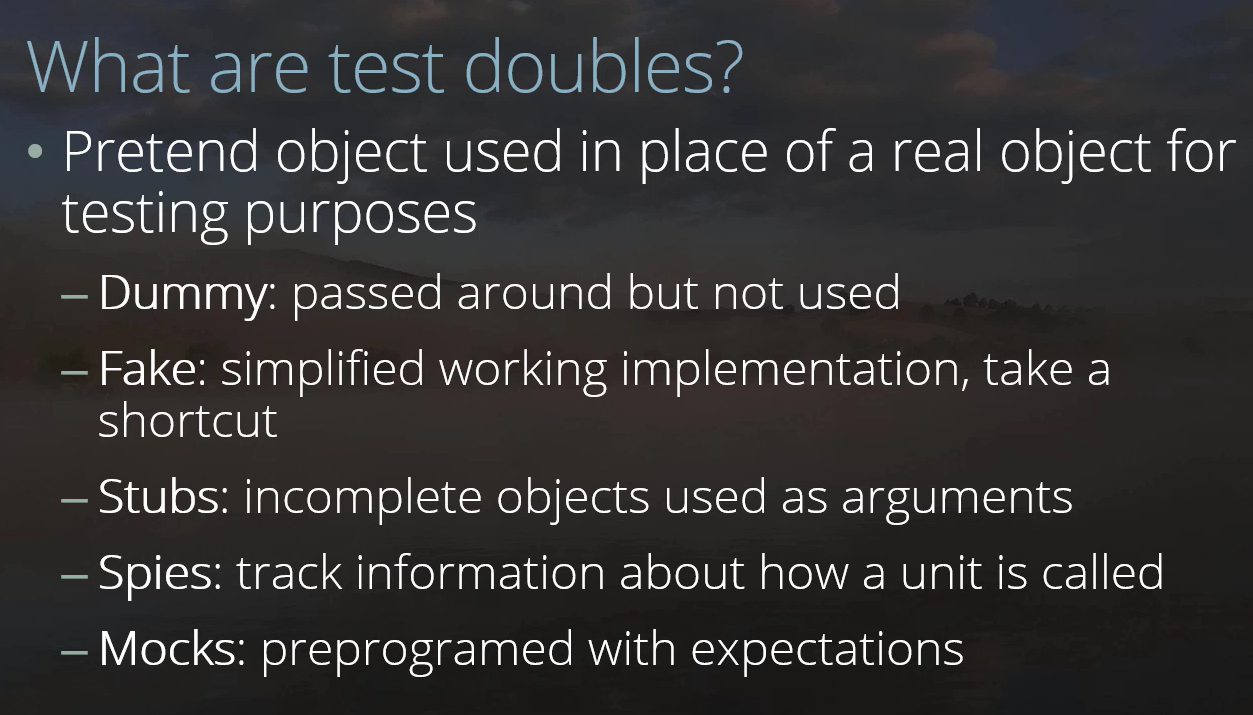 What are test doubles?
• Pretend object used in place of a real object for
testing purposes
– Dummy: passed around but not used
– Fake: simplified working implementation, take a
shortcut
– Stubs: incomplete objects used as arguments
– Spies: track information about how a unit is called
– Mocks: preprogramed with expectations